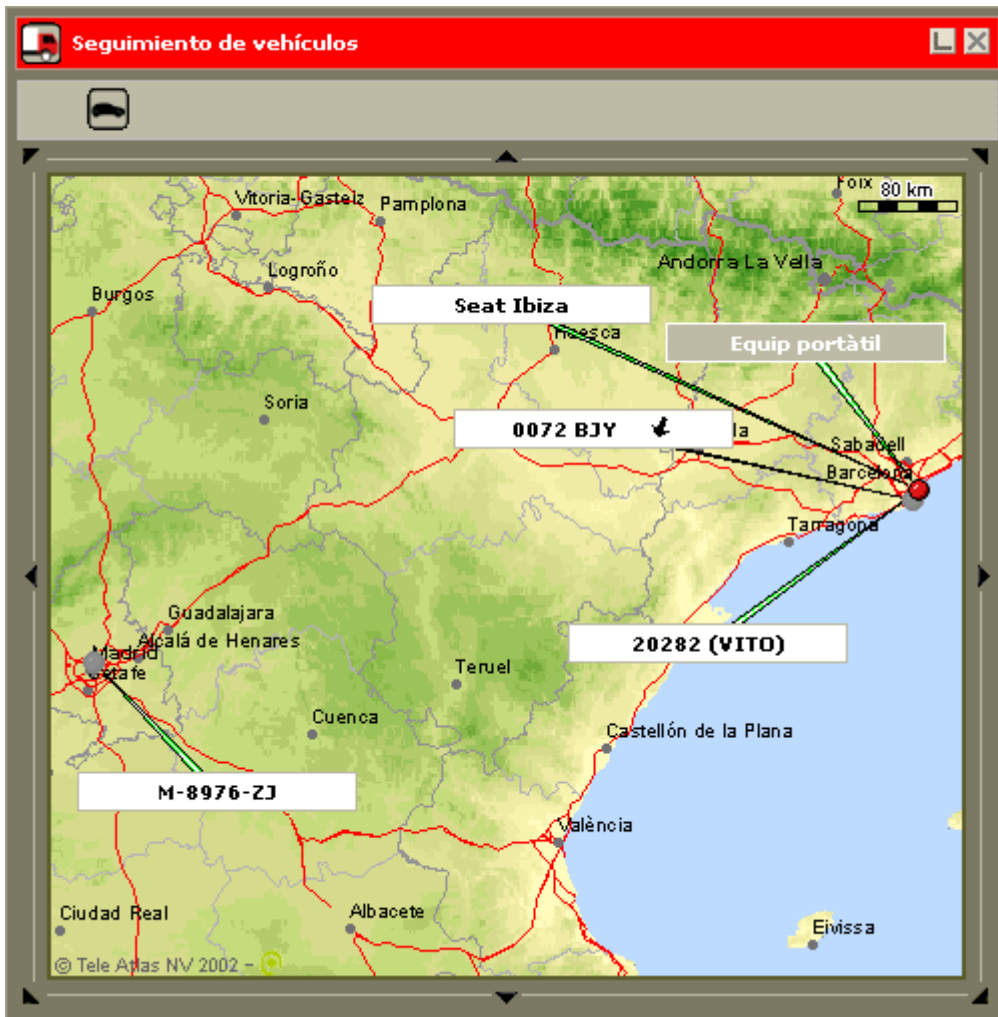 Seguimiento de vehículos
Foix
80 km
Vitoria-Gasteiz
Pamplona
Andorra La Vella
Logroño
Burgos
Seat Ibiza
Huesca
Equip portàtil
Soria
0072 BJY
la
Sabadell
Barcelona
Tarragona
Guadalajara
Alcalá de Henares
Madrid
Getafe
20282 (VITO)
Teruel
Cuenca
Castellón de la Plana
M-8976-ZJ
València
Ciudad Real
Albacete
Eivissa
© Tele Atlas NV 2002 -